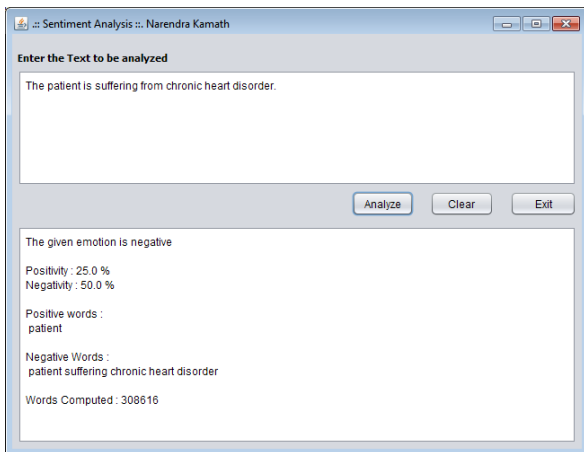 .:: Sentiment Analysis ::. Narendra Kamath
Enter the Text to be analyzed
The patient is suffering from chronic heart disorder.
Analyze Clear Exit
The given emotion is negative
Positivity : 25.0 %
Negativity : 50.0 %
Positive words :
patient
Negative Words :
patient suffering chronic heart disorder
Words Computed : 308616